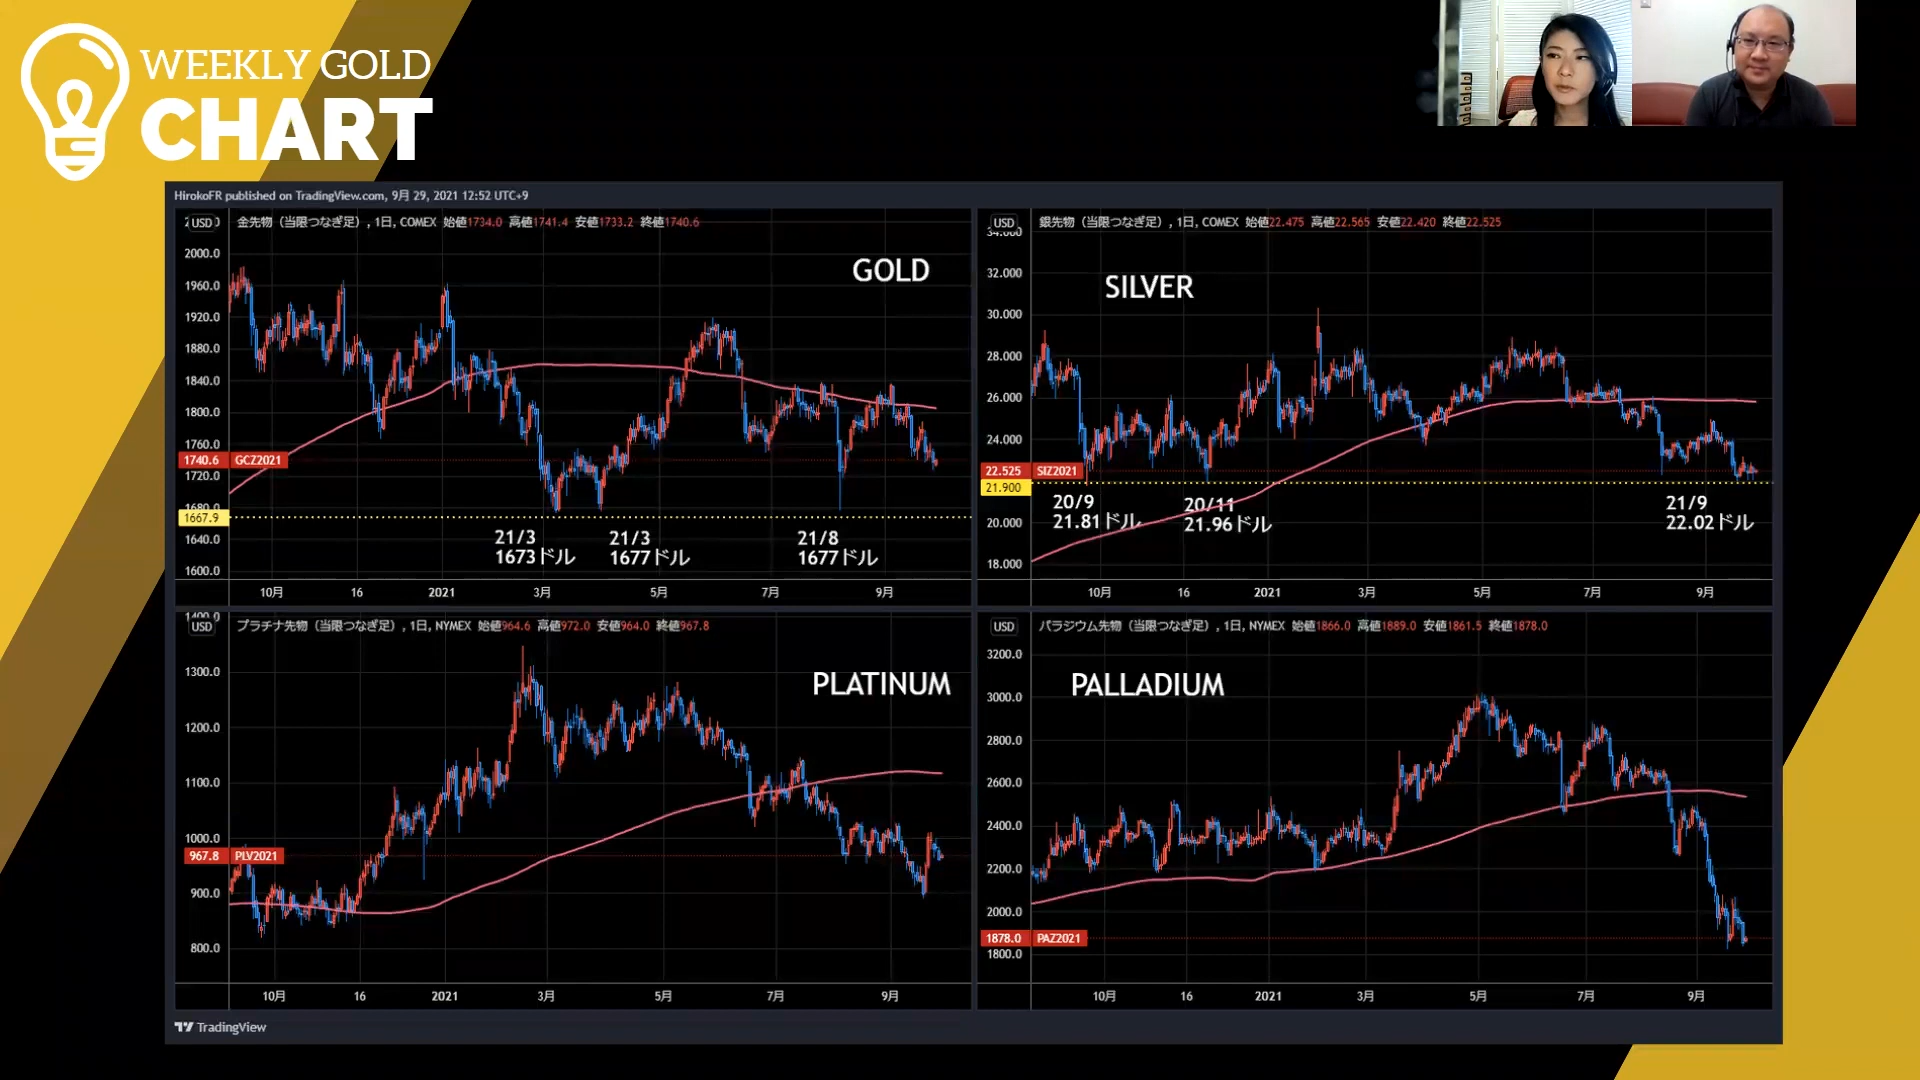 WEEKLY GOLD
CHART
HirokoFR published on TradingView.com, 9月 29, 2021 12:52 UTC+9
USD
金先物（当限つなぎ足）, 1日, COMEX 始値1734.0 高値1741.4 安値1733.2 終値1740.6
GOLD
2000.0
1960.0
1920.0
1880.0
1840.0
1800.0
1760.0
1740.6 GCZ2021
1720.0
1680.0
1667.9
1640.0
1600.0
21/3
1673ドル
21/3
1677ドル
21/8
1677ドル
10月 16 2021 3月 5月 7月 9月
USD
銀先物（当限つなぎ足）, 1日, COMEX 始値22.475 高値22.565 安値22.420 終値22.525
SILVER
34.000
32.000
30.000
28.000
26.000
24.000
22.525 SIZ2021
21.900
20.000
18.000
20/9
21.81ドル
20/11
21.96ドル
21/9
22.02ドル
10月 16 2021 3月 5月 7月 9月
1400.0
USD
プラチナ先物（当限つなぎ足）, 1日, NYMEX 始値964.6 高値972.0 安値964.0 終値967.8
PLATINUM
1300.0
1200.0
1100.0
1000.0
967.8 PLV2021
900.0
800.0
10月 16 2021 3月 5月 7月 9月
USD
パラジウム先物（当限つなぎ足）, 1日, NYMEX 始値1866.0 高値1889.0 安値1861.5 終値1878.0
PALLADIUM
3200.0
3000.0
2800.0
2600.0
2400.0
2200.0
2000.0
1878.0 PAZ2021
1800.0
10月 16 2021 3月 5月 7月 9月
TradingView